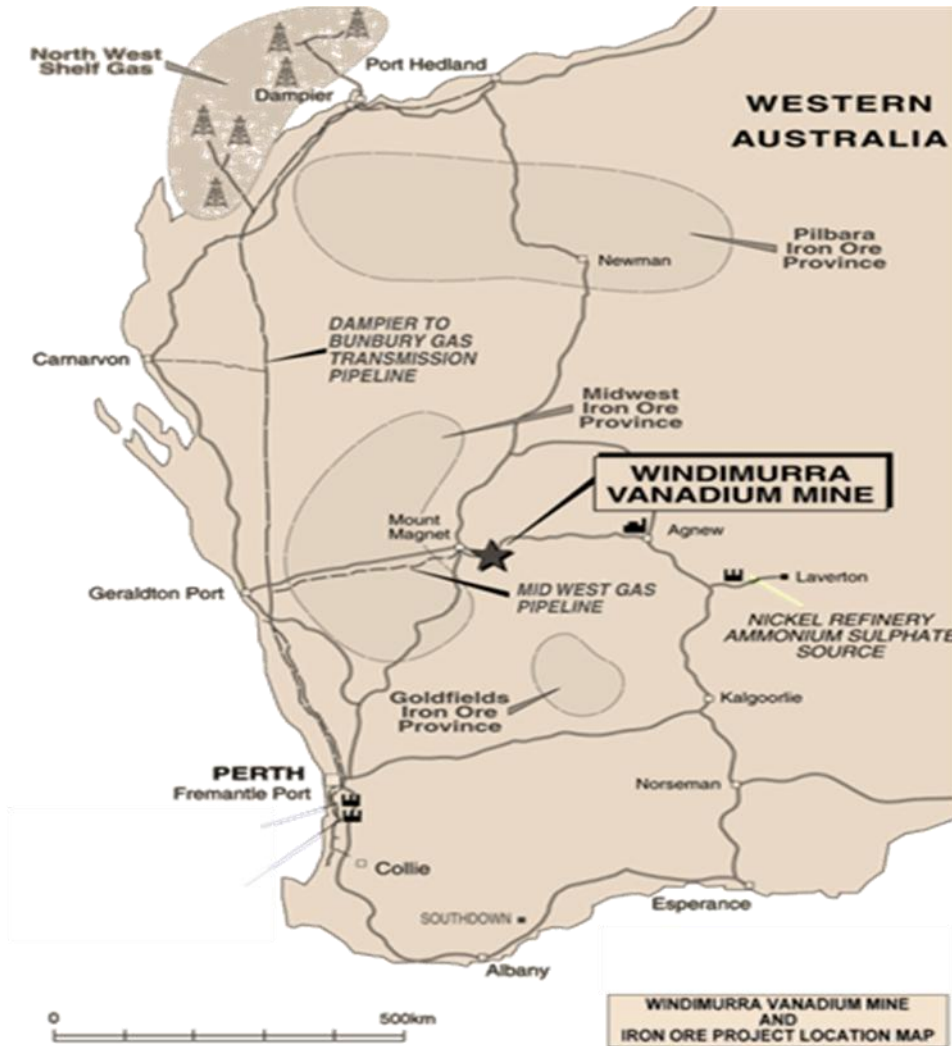 North West
Shelf Gas
Port Hedland
Dampier
WESTERN
AUSTRALIA
Pilbara
Iron Ore
Province
Newman
DAMPIER TO
BUNBURY GAS
TRANSMISSION
PIPELINE
Carnarvon
Midwest
Iron Ore
Province
WINDIMURRA
VANADIUM MINE
Mount
Magnet
Agnew
Geraldton Port
MID WEST GAS
PIPELINE
Laverton
NICKEL REFINERY
AMMONIUM SULPHATE
SOURCE
Goldfields
Iron Ore
Province
Kalgoorlie
PERTH
Fremantle Port
Norseman
Collie
Esperance
SOUTHDOWN
Albany
0
500km
WINDIMURRA VANADIUM MINE
AND
IRON ORE PROJECT LOCATION MAP